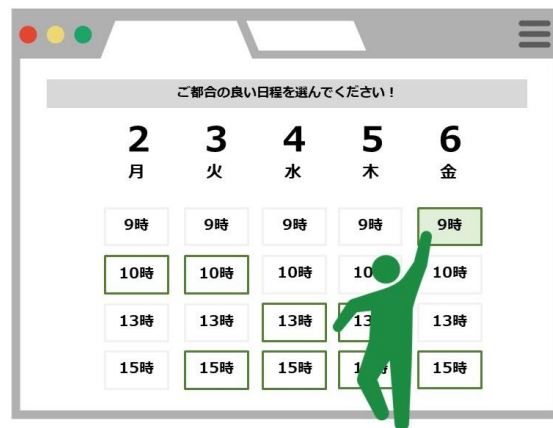 ご都合の良い日程を選んでください！
2 3 4 5 6
月 火 水 木 金
9時 9時 9時 9時 9時
10時 10時 10時 10 10時
13時 13時 13時 13 13時
15時 15時 15時 15時